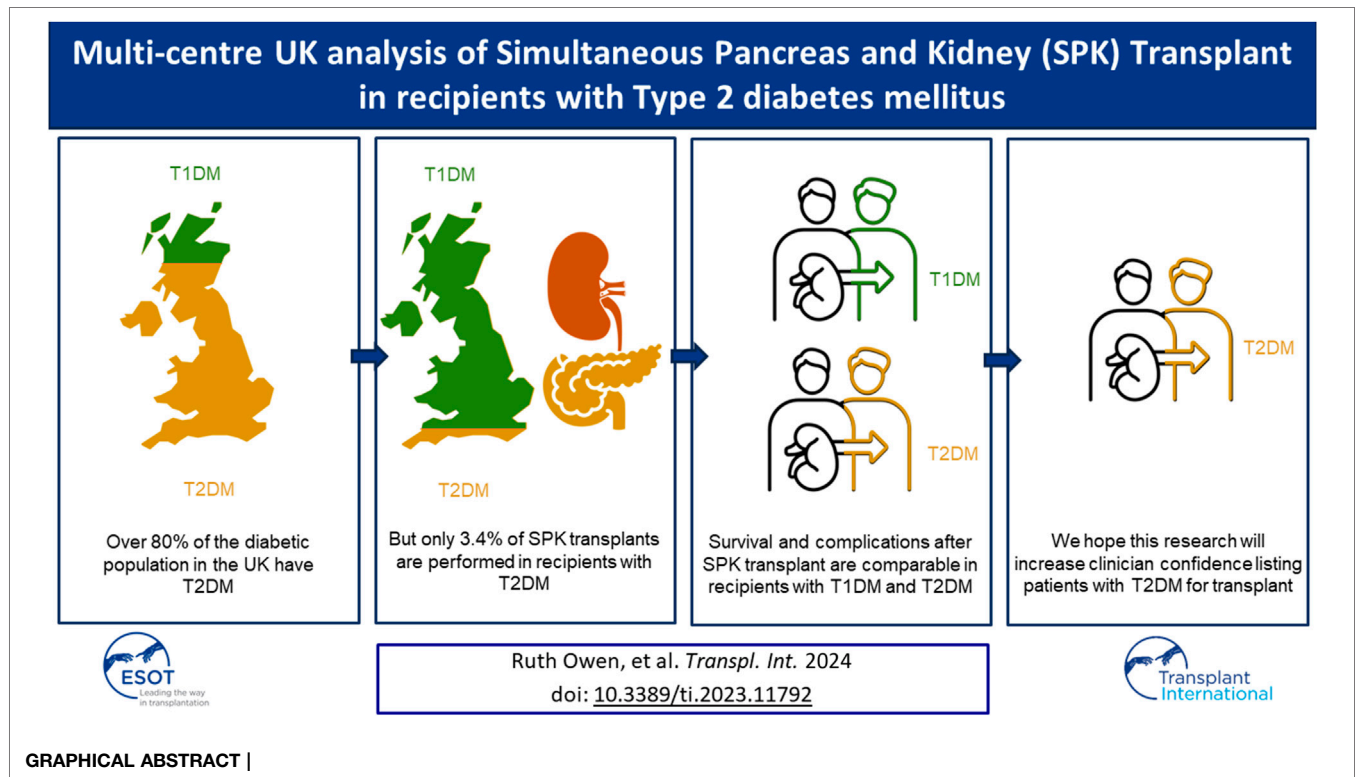 Multi-centre UK analysis of Simultaneous Pancreas and Kidney (SPK) Transplant
in recipients with Type 2 diabetes mellitus
T1DM
T2DM
Over 80% of the diabetic
population in the UK have
T2DM
T1DM
T2DM
But only 3.4% of SPK transplants
are performed in recipients with
T2DM
T1DM
T2DM
Survival and complications after
SPK transplant are comparable in
recipients with T1DM and T2DM
T2DM
We hope this research will
increase clinician confidence listing
patients with T2DM for transplant
ESOT
Leading the way
in transplantation
Ruth Owen, et al. Transpl. Int. 2024
doi: 10.3389/ti.2023.11792
Transplant
International
GRAPHICAL ABSTRACT |